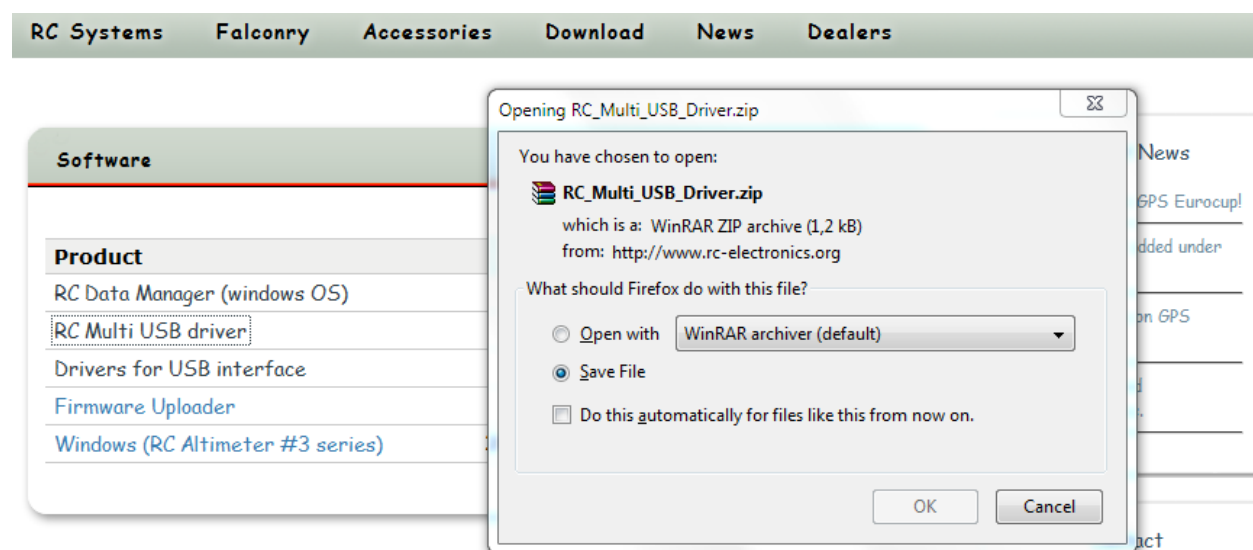 RC Systems Falconry Accessories Download News Dealers
Opening RC_Multi_USB_Driver.zip
Software
You have chosen to open:
RC_Multi_USB_Driver.zip
which is a: WinRAR ZIP archive (1,2 kB)
from: http://www.rc-electronics.org
What should Firefox do with this file?
Open with WinRAR archiver (default)
Save File
Do this automatically for files like this from now on.
OK Cancel
Product
RC Data Manager (windows OS)
RC Multi USB driver
Drivers for USB interface
Firmware Uploader
Windows (RC Altimeter #3 series)
News
GPS Eurocup!
under
GPS